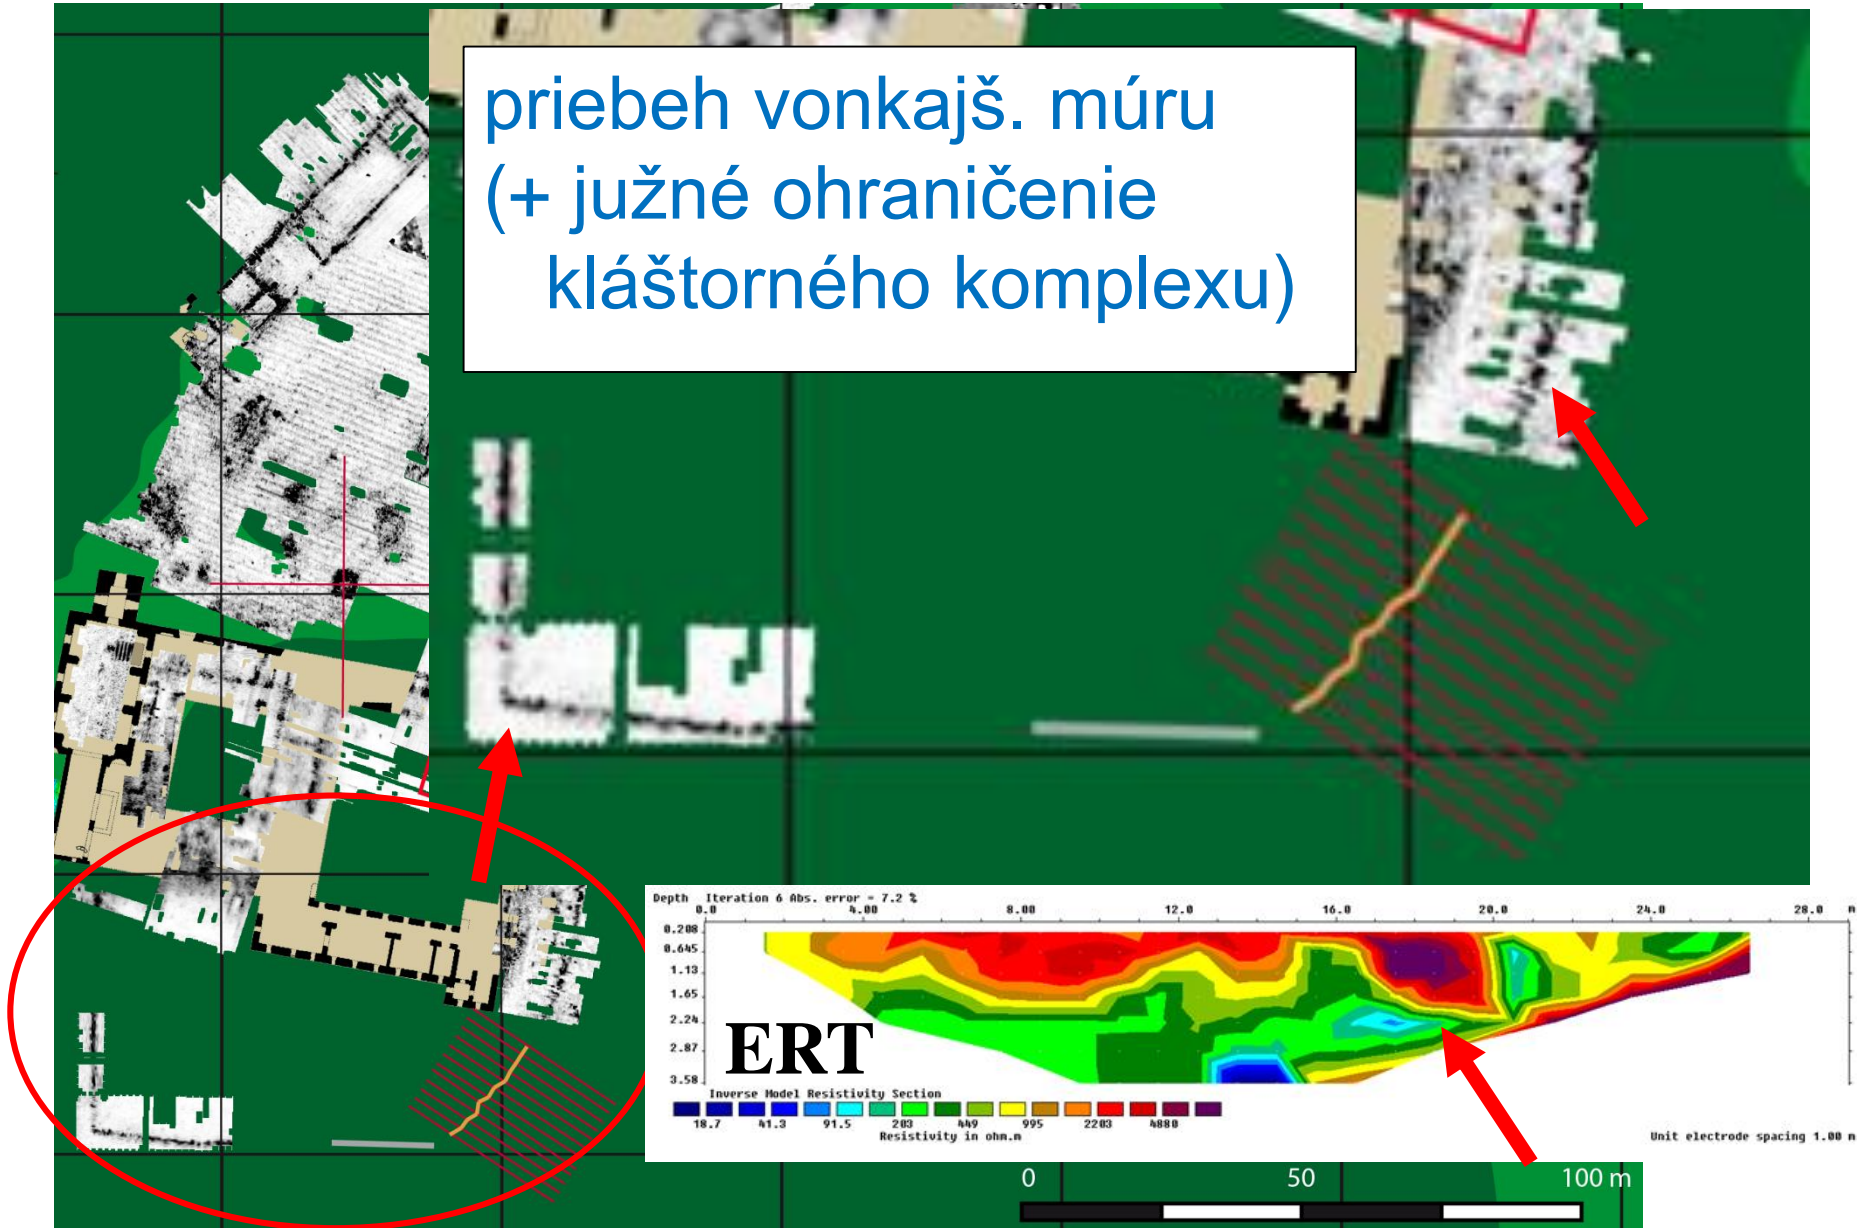 priebeh vonkajš. múru
(+ južné ohraničenie
kláštorného komplexu)
Depth Iteration 6 Abs. error = 7.2 %
0.0 4.00 8.00 12.0 16.0 20.0 24.0 28.0 m
0.208
0.645
1.13
1.65
2.24
2.87
3.58
ERT
Inverse Model Resistivity Section
18.7 41.3 91.5 203 449 995 2203 4880
Resistivity in ohm.m
Unit electrode spacing 1.00 m
0 50 100 m